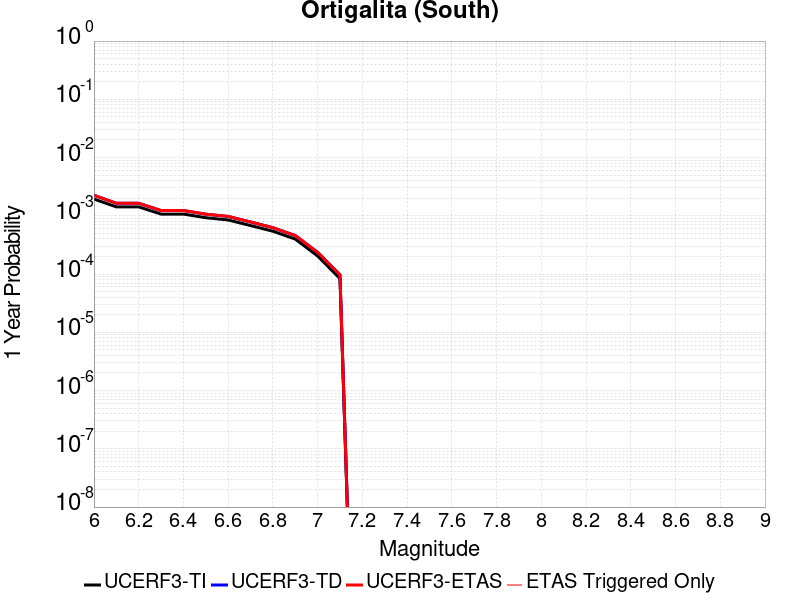 Ortigalita (South)
10^0
10^-1
10^-2
10^-3
10^-4
10^-5
10^-6
10^-7
10^-8
1 Year Probability
6 6.2 6.4 6.6 6.8 7 7.2 7.4 7.6 7.8 8 8.2 8.4 8.6 8.8 9
Magnitude
UCERF3-TI UCERF3-TD UCERF3-ETAS ETAS Triggered Only